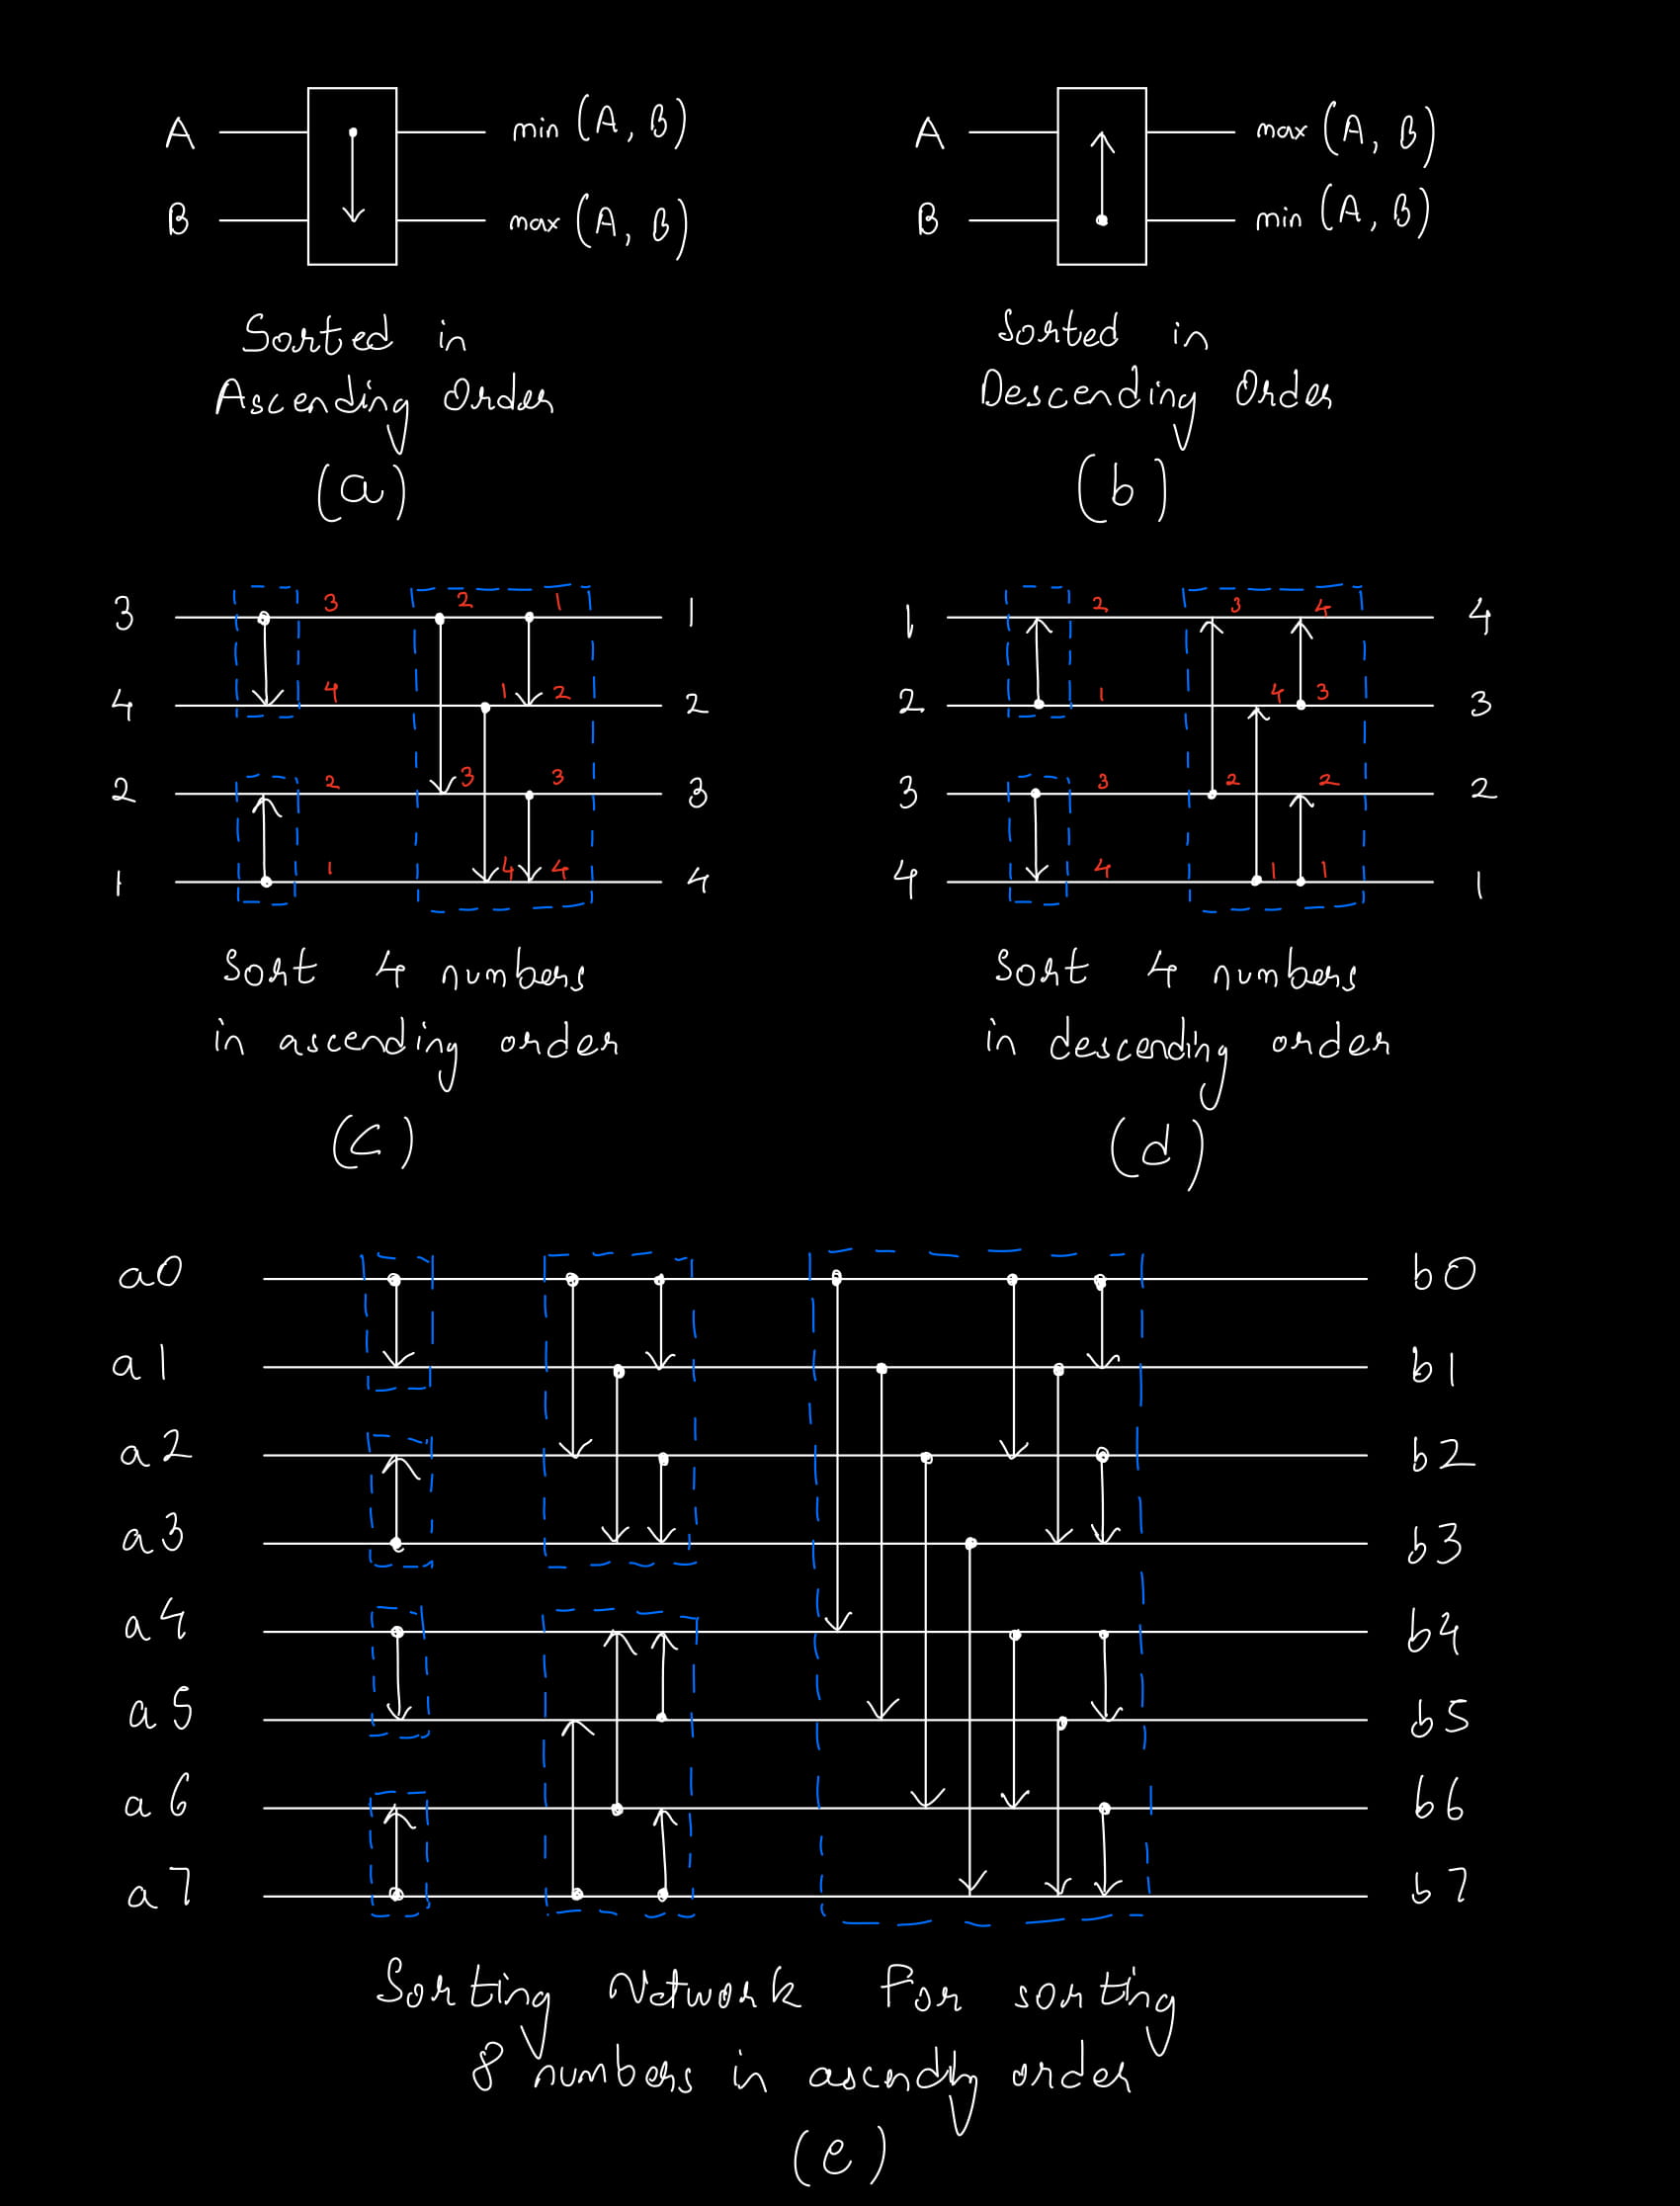 A min (A, B)
B max (A, B)
Sorted in
Ascending Order
(a)
A max (A, B)
B min (A, B)
Sorted in
Descending Order
(b)
3 3 2 1 1
4 4 1 2 2
2 2 3 3 3
1 1 4 4 4
Sort 4 numbers
in ascending order
(c)
1 2 3 4 4
2 1 4 3 3
3 3 2 2 2
4 4 1 1 1
Sort 4 numbers
in descending order
(d)
a0 b0
a1 b1
a2 b2
a3 b3
a4 b4
a5 b5
a6 b6
a7 b7
Sorting Network For sorting
8 numbers in ascendly order
(e)